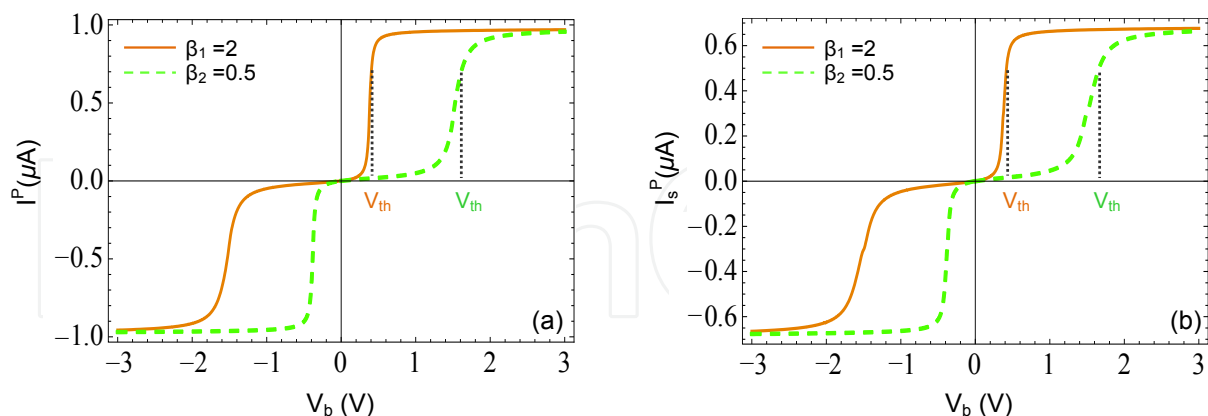 β₁ =2
β₂ =0.5
1.0
0.5
0.0
−0.5
−1.0
Iᴾ(μA)
V_th
V_th
(a)
−3 −2 −1 0 1 2 3
V_b (V)
β₁ =2
β₂ =0.5
0.6
0.4
0.2
0.0
−0.2
−0.4
−0.6
I_sᴾ(μA)
V_th
V_th
(b)
−3 −2 −1 0 1 2 3
V_b (V)